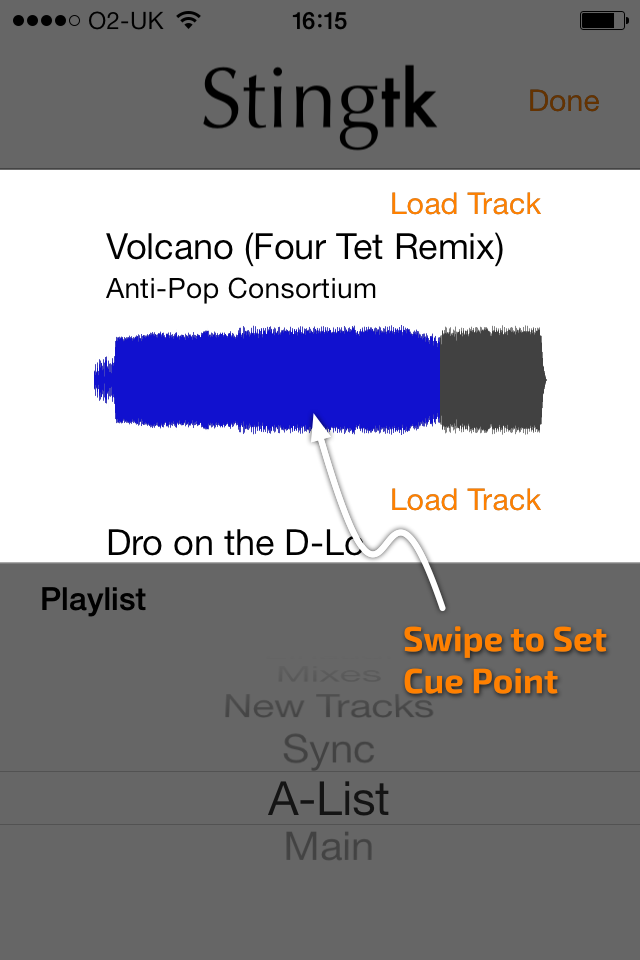 O2-UK 16:15
Stingtk
Done
Load Track
Volcano (Four Tet Remix)
Anti-Pop Consortium
Load Track
Dro on the D-Lo
Playlist
Swipe to Set
Cue Point
Mixes
New Tracks
Sync
A-List
Main